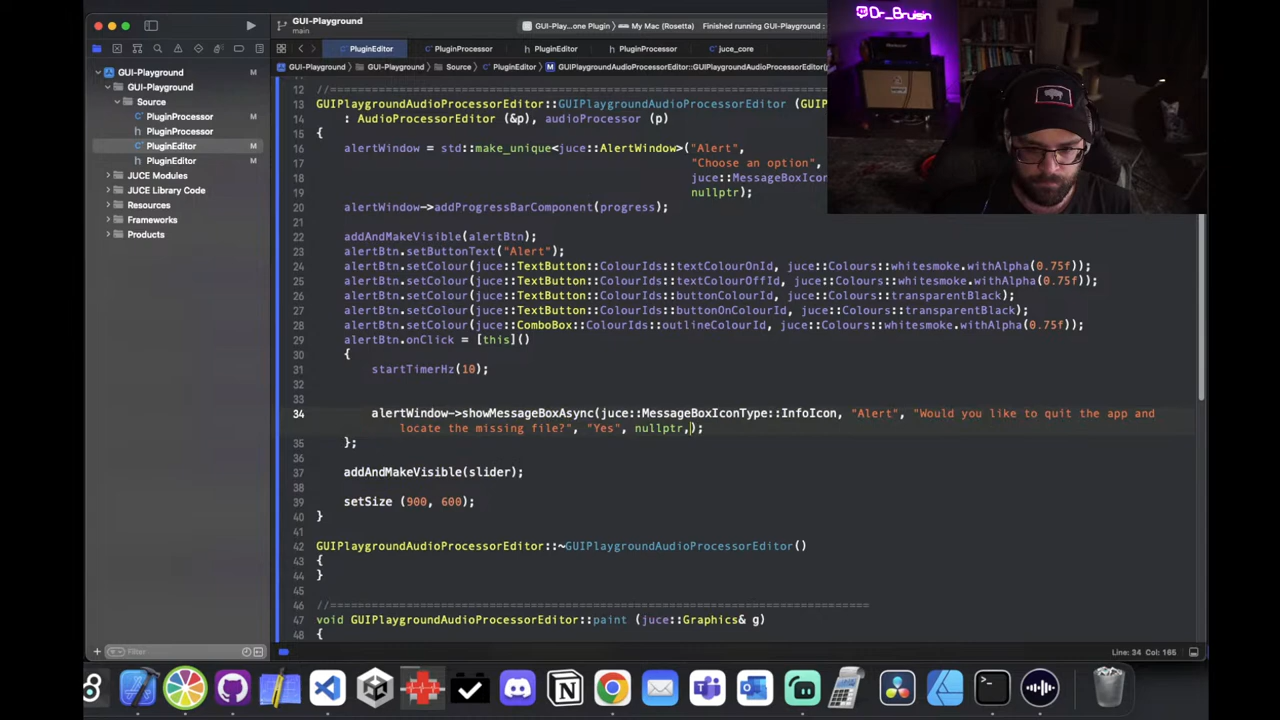 @Dr_Bruisin
GUI-Playground
main
GUI-Play...one Plugin
My Mac (Rosetta)
Finished running GUI-Playground :
PluginEditor
PluginProcessor
PluginEditor
PluginProcessor
juce_core
GUI-Playground
GUI-Playground
Source
PluginEditor
GUIPlaygroundAudioProcessorEditor::GUIPlaygroundAudioProcessorEditor(
GUI-Playground M
GUIPlayground
Source
PluginProcessor M
PluginProcessor
PluginEditor M
PluginEditor M
JUCE Modules
JUCE Library Code
Resources
Frameworks
Products
Filter
12 //==============================================================================
13 GUIPlaygroundAudioProcessorEditor::GUIPlaygroundAudioProcessorEditor (GUI
14 : AudioProcessorEditor (&p), audioProcessor (p)
15 {
16 alertWindow = std::make_unique<juce::AlertWindow>("Alert",
17 "Choose an option",
18 juce::MessageBoxIcon
19 nullptr);
20 alertWindow->addProgressBarComponent(progress);
21
22 addAndMakeVisible(alertBtn);
23 alertBtn.setButtonText("Alert");
24 alertBtn.setColour(juce::TextButton::ColourIds::textColourOnId, juce::Colours::whitesmoke.withAlpha(0.75f));
25 alertBtn.setColour(juce::TextButton::ColourIds::textColourOffId, juce::Colours::whitesmoke.withAlpha(0.75f));
26 alertBtn.setColour(juce::TextButton::ColourIds::buttonColourId, juce::Colours::transparentBlack);
27 alertBtn.setColour(juce::TextButton::ColourIds::buttonOnColourId, juce::Colours::transparentBlack);
28 alertBtn.setColour(juce::ComboBox::ColourIds::outlineColourId, juce::Colours::whitesmoke.withAlpha(0.75f));
29 alertBtn.onClick = [this]()
30 {
31 startTimerHz(10);
32
33
34 alertWindow->showMessageBoxAsync(juce::MessageBoxIconType::InfoIcon, "Alert", "Would you like to quit the app and
locate the missing file?", "Yes", nullptr,);
35 };
36
37 addAndMakeVisible(slider);
38
39 setSize (900, 600);
40 }
41
42 GUIPlaygroundAudioProcessorEditor::~GUIPlaygroundAudioProcessorEditor()
43 {
44 }
45
46 //==============================================================================
47 void GUIPlaygroundAudioProcessorEditor::paint (juce::Graphics& g)
48 {
Line: 34 Col: 165